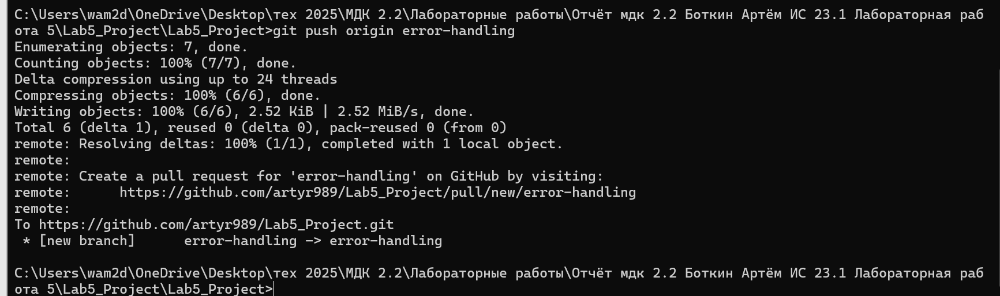 C:\Users\wam2d\OneDrive\Desktop\тех 2025\МДК 2.2\Лабораторные работы\Отчёт мдк 2.2 Боткин Артём ИС 23.1 Лабораторная раб
ота 5\Lab5_Project\Lab5_Project>git push origin error-handling
Enumerating objects: 7, done.
Counting objects: 100% (7/7), done.
Delta compression using up to 24 threads
Compressing objects: 100% (6/6), done.
Writing objects: 100% (6/6), 2.52 KiB | 2.52 MiB/s, done.
Total 6 (delta 1), reused 0 (delta 0), pack-reused 0 (from 0)
remote: Resolving deltas: 100% (1/1), completed with 1 local object.
remote:
remote: Create a pull request for 'error-handling' on GitHub by visiting:
remote:      https://github.com/artyr989/Lab5_Project/pull/new/error-handling
remote:
To https://github.com/artyr989/Lab5_Project.git
 * [new branch]      error-handling -> error-handling
C:\Users\wam2d\OneDrive\Desktop\тех 2025\МДК 2.2\Лабораторные работы\Отчёт мдк 2.2 Боткин Артём ИС 23.1 Лабораторная раб
ота 5\Lab5_Project\Lab5_Project>